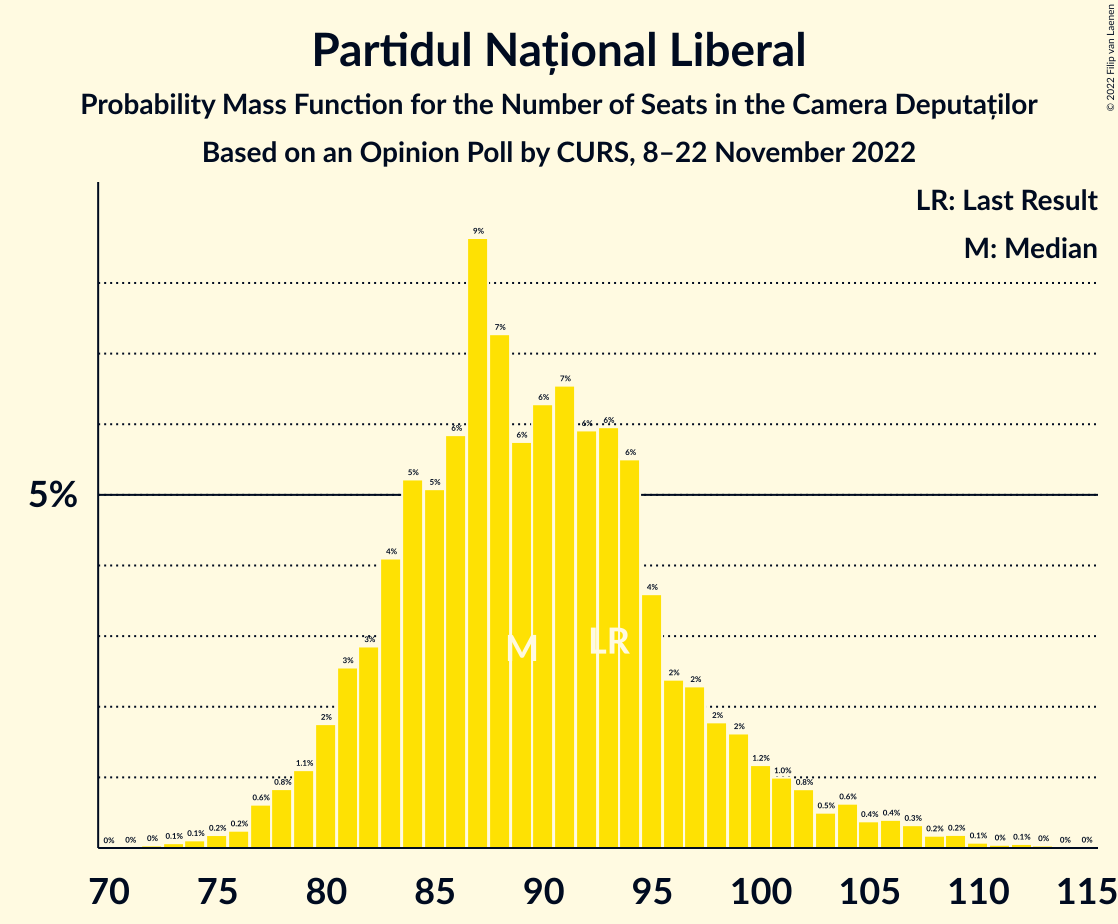 Partidul Național Liberal
Probability Mass Function for the Number of Seats in the Camera Deputaților
Based on an Opinion Poll by CURS, 8–22 November 2022
© 2022 Filip van Laenen
LR: Last Result
M: Median
5%
0% 0% 0% 0.1% 0.1% 0.2% 0.2% 0.6% 0.8% 1.1% 2% 3% 3% 4% 5% 5% 6% 9% 7% 6% 6% 7% 6% 6% 6% 4% 2% 2% 2% 2% 1.2% 1.0% 0.8% 0.5% 0.6% 0.4% 0.4% 0.3% 0.2% 0.2% 0.1% 0% 0.1% 0% 0% 0%
M LR
70 75 80 85 90 95 100 105 110 115